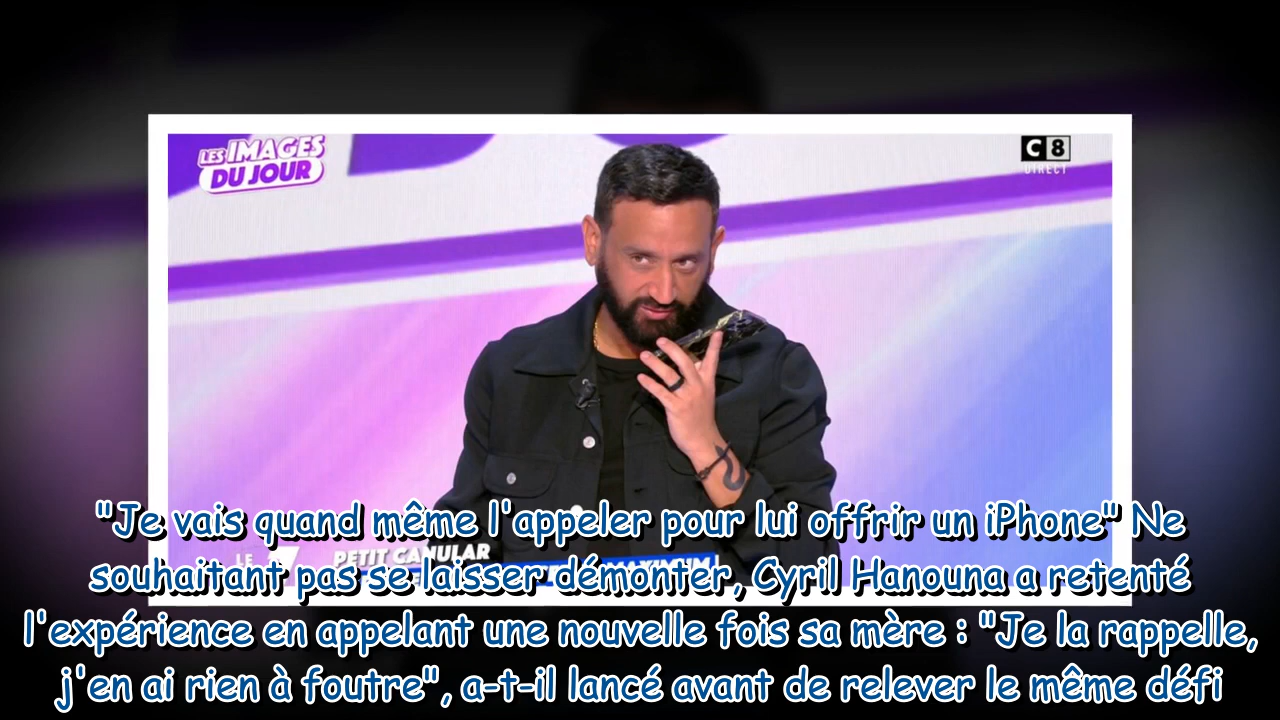 LES IMAGES
DU JOUR
C8
DIRECT
"Je vais quand même l'appeler pour lui offrir un iPhone" Ne
LE
PETIT CANULAR
souhaitant pas se laisser démonter, Cyril Hanouna a retenté
l'expérience en appelant une nouvelle fois sa mère : "Je la rappelle,
j'en ai rien à foutre", a-t-il lancé avant de relever le même défi